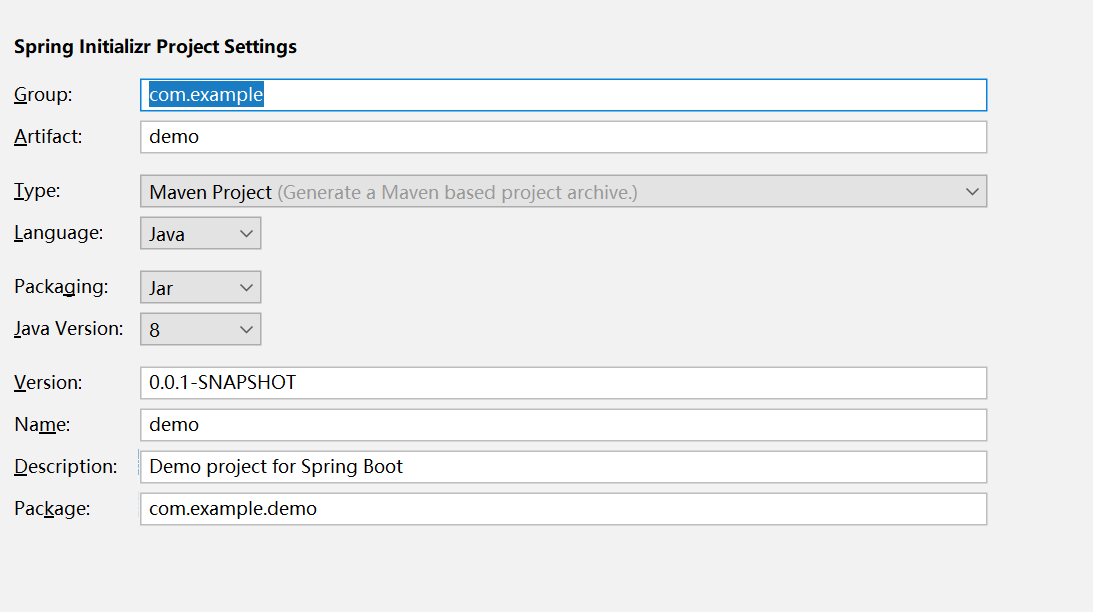 Spring Initializr Project Settings
Group: com.example
Artifact: demo
Type: Maven Project (Generate a Maven based project archive.)
Language: Java
Packaging: Jar
Java Version: 8
Version: 0.0.1-SNAPSHOT
Name: demo
Description: Demo project for Spring Boot
Package: com.example.demo